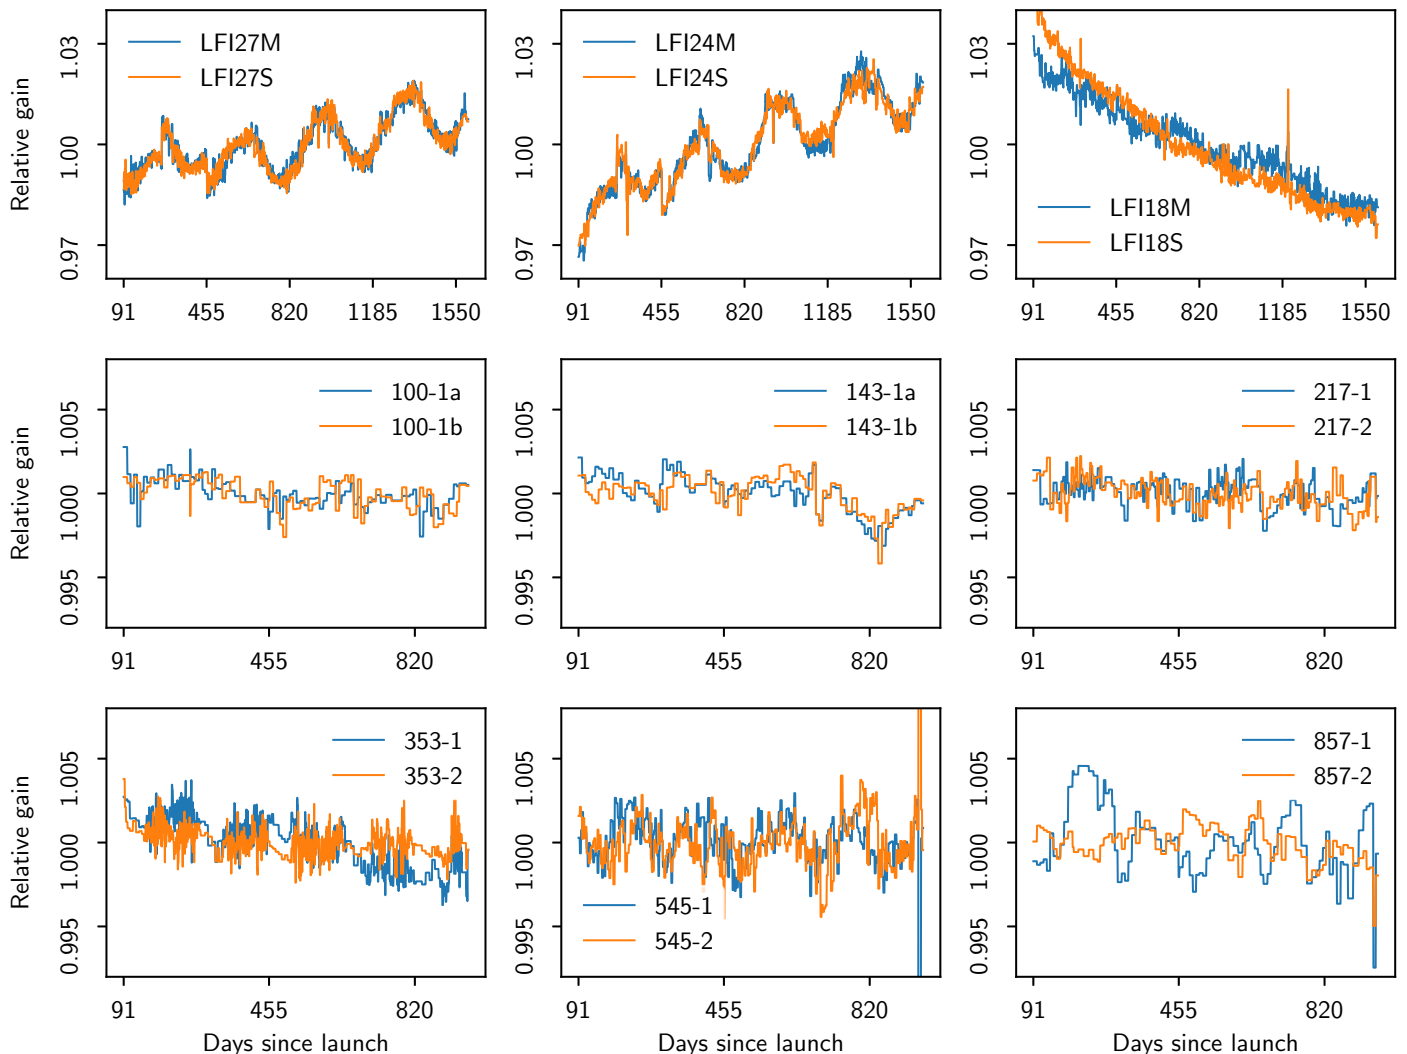 LFI27M
LFI27S
LFI24M
LFI24S
LFI18M
LFI18S
Relative gain
1.03
1.00
0.97
1.03
1.00
0.97
1.03
1.00
0.97
91 455 820 1185 1550
91 455 820 1185 1550
91 455 820 1185 1550
100-1a
100-1b
143-1a
143-1b
217-1
217-2
Relative gain
1.005
1.000
0.995
1.005
1.000
0.995
1.005
1.000
0.995
91 455 820
91 455 820
91 455 820
353-1
353-2
545-1
545-2
857-1
857-2
Relative gain
1.005
1.000
0.995
1.005
1.000
0.995
1.005
1.000
0.995
91 455 820
91 455 820
91 455 820
Days since launch
Days since launch
Days since launch